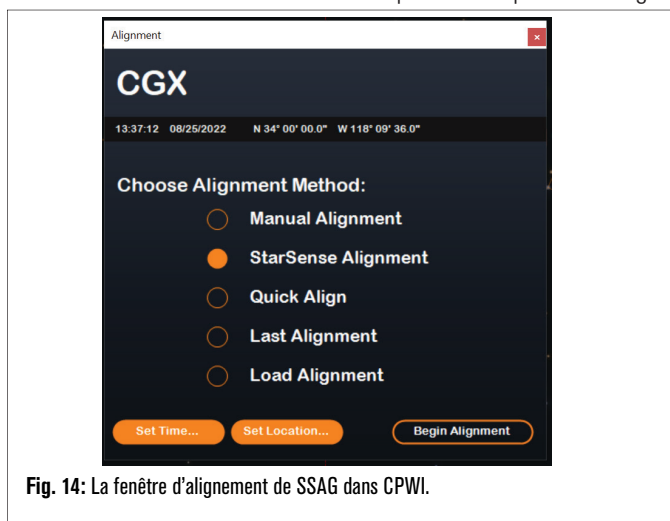 Alignment
CGX
13:37:12 08/25/2022 N 34° 00' 00.0" W 118° 09' 36.0"
Choose Alignment Method:
Manual Alignment
StarSense Alignment
Quick Align
Last Alignment
Load Alignment
Set Time... Set Location... Begin Alignment
Fig. 14: La fenêtre d’alignement de SSAG dans CPWI.